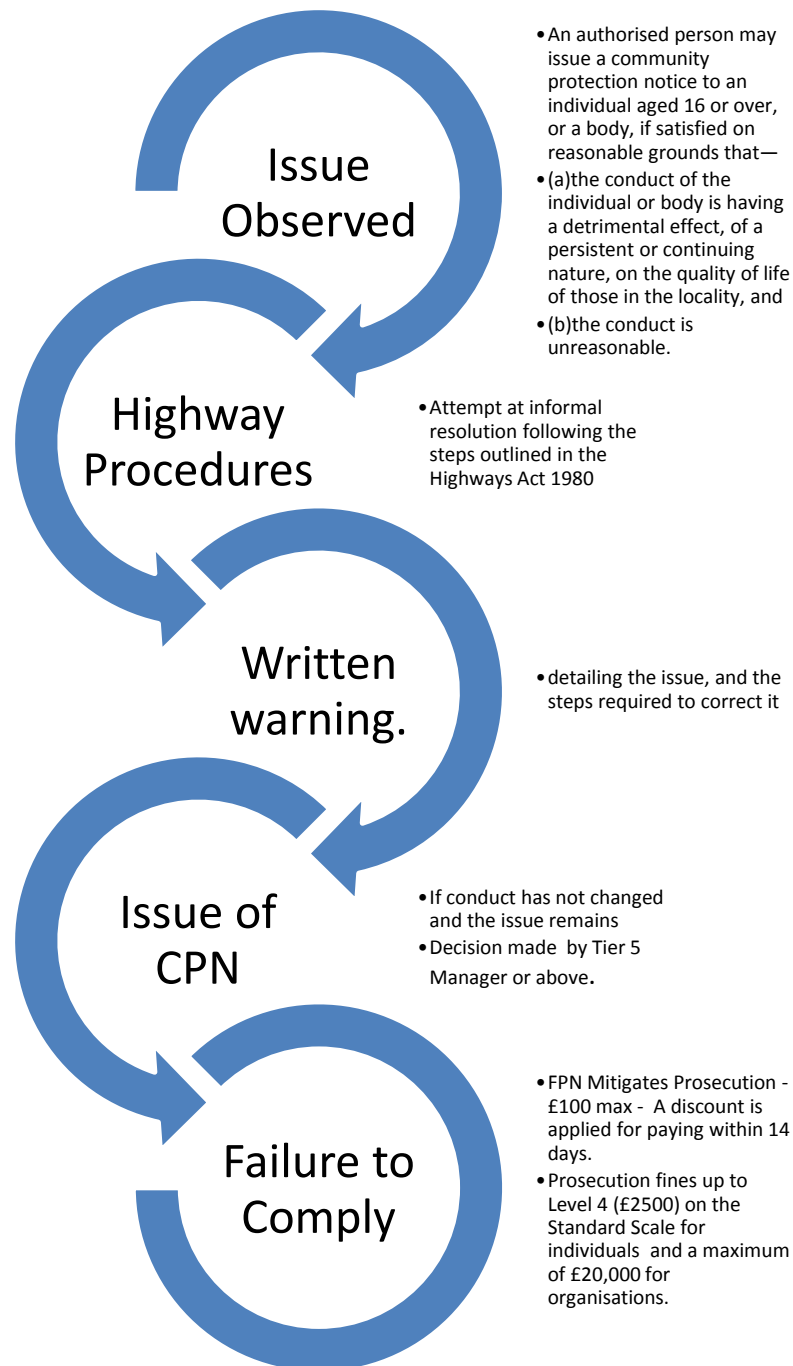 Issue
Observed
•An authorised person may
issue a community
protection notice to an
individual aged 16 or over,
or a body, if satisfied on
reasonable grounds that—
•(a)the conduct of the
individual or body is having
a detrimental effect, of a
persistent or continuing
nature, on the quality of life
of those in the locality, and
•(b)the conduct is
unreasonable.
Highway
Procedures
•Attempt at informal
resolution following the
steps outlined in the
Highways Act 1980
Written
warning.
•detailing the issue, and the
steps required to correct it
Issue of
CPN
•If conduct has not changed
and the issue remains
•Decision made by Tier 5
Manager or above.
Failure to
Comply
•FPN Mitigates Prosecution -
£100 max - A discount is
applied for paying within 14
days.
•Prosecution fines up to
Level 4 (£2500) on the
Standard Scale for
individuals and a maximum
of £20,000 for
organisations.